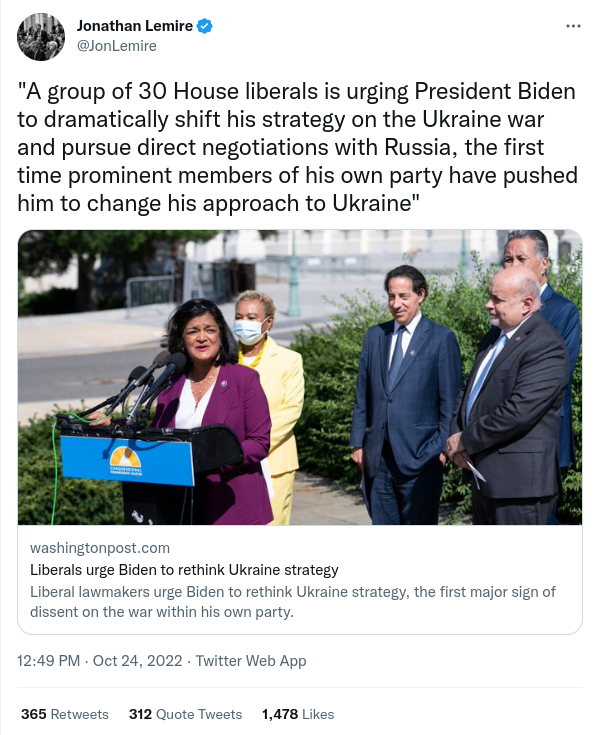 Jonathan Lemire
@JonLemire
"A group of 30 House liberals is urging President Biden
to dramatically shift his strategy on the Ukraine war
and pursue direct negotiations with Russia, the first
time prominent members of his own party have pushed
him to change his approach to Ukraine"
CONGRESSIONAL
PROGRESSIVE CAUCUS
washingtonpost.com
Liberals urge Biden to rethink Ukraine strategy
Liberal lawmakers urge Biden to rethink Ukraine strategy, the first major sign of
dissent on the war within his own party.
12:49 PM · Oct 24, 2022 · Twitter Web App
365 Retweets 312 Quote Tweets 1,478 Likes